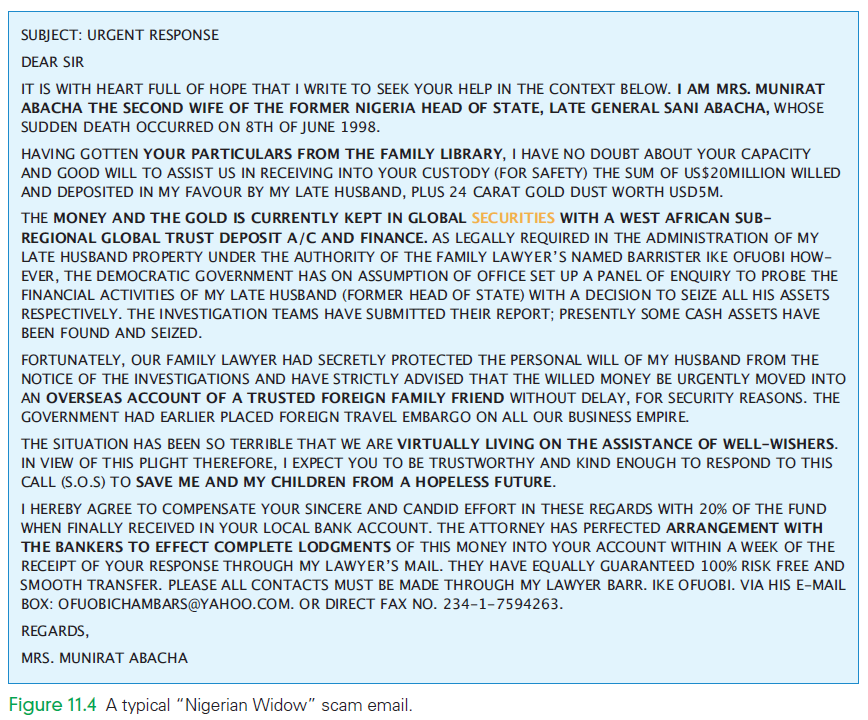 SUBJECT: URGENT RESPONSE
DEAR SIR
IT IS WITH HEART FULL OF HOPE THAT I WRITE TO SEEK YOUR HELP IN THE CONTEXT BELOW. I AM MRS. MUNIRAT
ABACHA THE SECOND WIFE OF THE FORMER NIGERIA HEAD OF STATE, LATE GENERAL SANI ABACHA, WHOSE
SUDDEN DEATH OCCURRED ON 8TH OF JUNE 1998.
HAVING GOTTEN YOUR PARTICULARS FROM THE FAMILY LIBRARY, I HAVE NO DOUBT ABOUT YOUR CAPACITY
AND GOOD WILL TO ASSIST US IN RECEIVING INTO YOUR CUSTODY (FOR SAFETY) THE SUM OF US$20MILLION WILLED
AND DEPOSITED IN MY FAVOUR BY MY LATE HUSBAND, PLUS 24 CARAT GOLD DUST WORTH USD5M.
THE MONEY AND THE GOLD IS CURRENTLY KEPT IN GLOBAL SECURITIES WITH A WEST AFRICAN SUB-
REGIONAL GLOBAL TRUST DEPOSIT A/C AND FINANCE. AS LEGALLY REQUIRED IN THE ADMINISTRATION OF MY
LATE HUSBAND PROPERTY UNDER THE AUTHORITY OF THE FAMILY LAWYER'S NAMED BARRISTER IKE OFUOBI HOW-
EVER, THE DEMOCRATIC GOVERNMENT HAS ON ASSUMPTION OF OFFICE SET UP A PANEL OF ENQUIRY TO PROBE THE
FINANCIAL ACTIVITIES OF MY LATE HUSBAND (FORMER HEAD OF STATE) WITH A DECISION TO SEIZE ALL HIS ASSETS
RESPECTIVELY. THE INVESTIGATION TEAMS HAVE SUBMITTED THEIR REPORT; PRESENTLY SOME CASH ASSETS HAVE
BEEN FOUND AND SEIZED.
FORTUNATELY, OUR FAMILY LAWYER HAD SECRETLY PROTECTED THE PERSONAL WILL OF MY HUSBAND FROM THE
NOTICE OF THE INVESTIGATIONS AND HAVE STRICTLY ADVISED THAT THE WILLED MONEY BE URGENTLY MOVED INTO
AN OVERSEAS ACCOUNT OF A TRUSTED FOREIGN FAMILY FRIEND WITHOUT DELAY, FOR SECURITY REASONS. THE
GOVERNMENT HAD EARLIER PLACED FOREIGN TRAVEL EMBARGO ON ALL OUR BUSINESS EMPIRE.
THE SITUATION HAS BEEN SO TERRIBLE THAT WE ARE VIRTUALLY LIVING ON THE ASSISTANCE OF WELL-WISHERS.
IN VIEW OF THIS PLIGHT THEREFORE, I EXPECT YOU TO BE TRUSTWORTHY AND KIND ENOUGH TO RESPOND TO THIS
CALL (S.O.S) TO SAVE ME AND MY CHILDREN FROM A HOPELESS FUTURE.
I HEREBY AGREE TO COMPENSATE YOUR SINCERE AND CANDID EFFORT IN THESE REGARDS WITH 20% OF THE FUND
WHEN FINALLY RECEIVED IN YOUR LOCAL BANK ACCOUNT. THE ATTORNEY HAS PERFECTED ARRANGEMENT WITH
THE BANKERS TO EFFECT COMPLETE LODGMENTS OF THIS MONEY INTO YOUR ACCOUNT WITHIN A WEEK OF THE
RECEIPT OF YOUR RESPONSE THROUGH MY LAWYER'S MAIL. THEY HAVE EQUALLY GUARANTEED 100% RISK FREE AND
SMOOTH TRANSFER. PLEASE ALL CONTACTS MUST BE MADE THROUGH MY LAWYER BARR. IKE OFUOBI. VIA HIS E-MAIL
BOX: OFUOBICHAMBARS@YAHOO.COM. OR DIRECT FAX NO. 234-1-7594263.
REGARDS,
MRS. MUNIRAT ABACHA
Figure 11.4 A typical “Nigerian Widow” scam email.